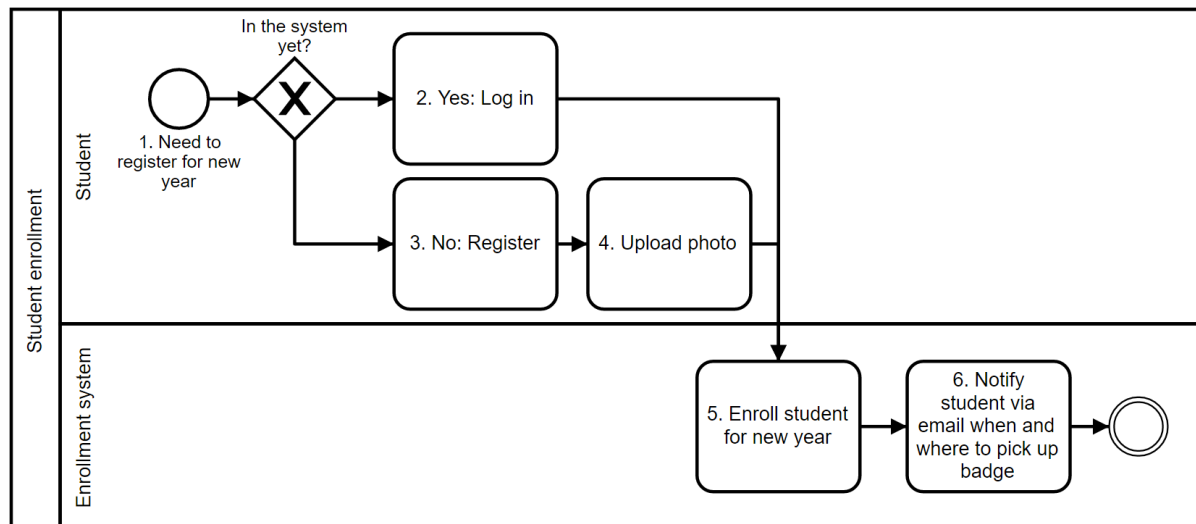 Student enrollment
Student
In the system
yet?
1. Need to
register for new
year
2. Yes: Log in
3. No: Register
4. Upload photo
Enrollment system
5. Enroll student
for new year
6. Notify
student via
email when and
where to pick up
badge